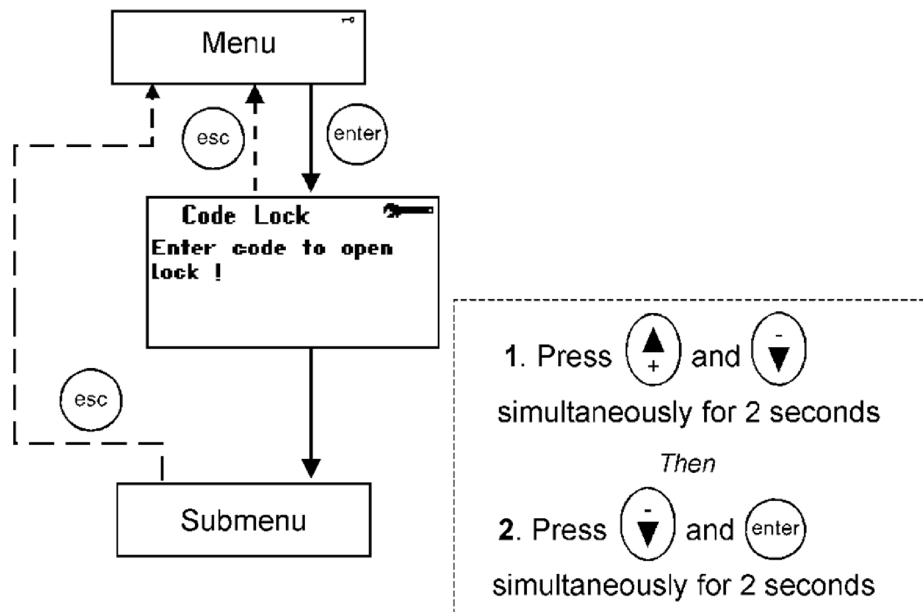 Menu
esc
enter
Code Lock
Enter code to open
lock !
esc
Submenu
1. Press ▲ + and - ▼
simultaneously for 2 seconds
Then
2. Press - ▼ and enter
simultaneously for 2 seconds